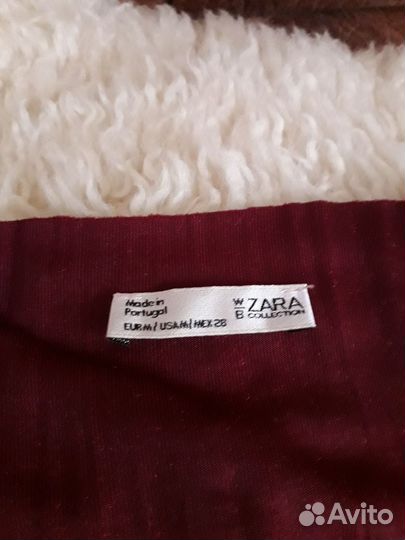 Made in
Portugal
EUR M / USA M / MEX 28
W/B ZARA
COLLECTION
Avito